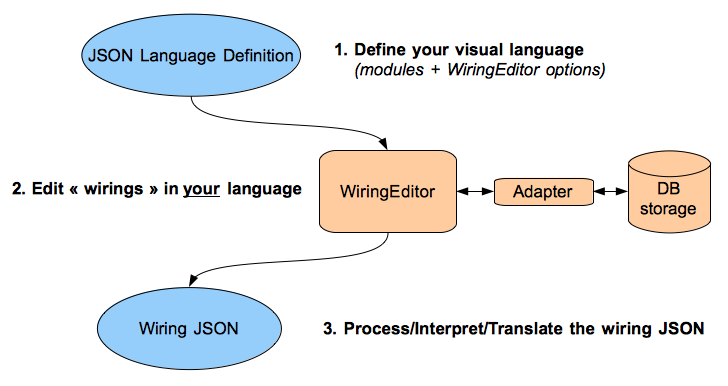 JSON Language Definition
1. Define your visual language
(modules + WiringEditor options)
2. Edit « wirings » in your language
WiringEditor
Adapter
DB
storage
Wiring JSON
3. Process/Interpret/Translate the wiring JSON